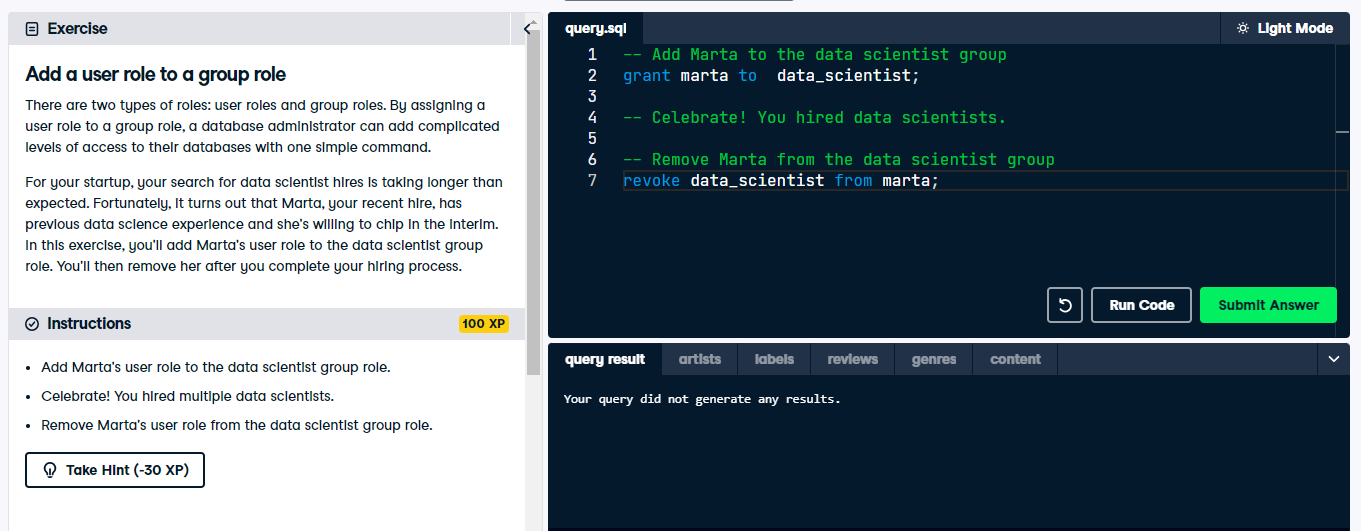 Exercise
Add a user role to a group role
There are two types of roles: user roles and group roles. By assigning a
user role to a group role, a database administrator can add complicated
levels of access to their databases with one simple command.
For your startup, your search for data scientist hires is taking longer than
expected. Fortunately, it turns out that Marta, your recent hire, has
previous data science experience and she's willing to chip in the interim.
In this exercise, you'll add Marta's user role to the data scientist group
role. You'll then remove her after you complete your hiring process.
Instructions
100 XP
• Add Marta's user role to the data scientist group role.
• Celebrate! You hired multiple data scientists.
• Remove Marta's user role from the data scientist group role.
Take Hint (-30 XP)
query.sql
Light Mode
1 -- Add Marta to the data scientist group
2 grant marta to  data_scientist;
3
4 -- Celebrate! You hired data scientists.
5
6 -- Remove Marta from the data scientist group
7 revoke data_scientist from marta;
Run Code
Submit Answer
query result
artists
labels
reviews
genres
content
Your query did not generate any results.